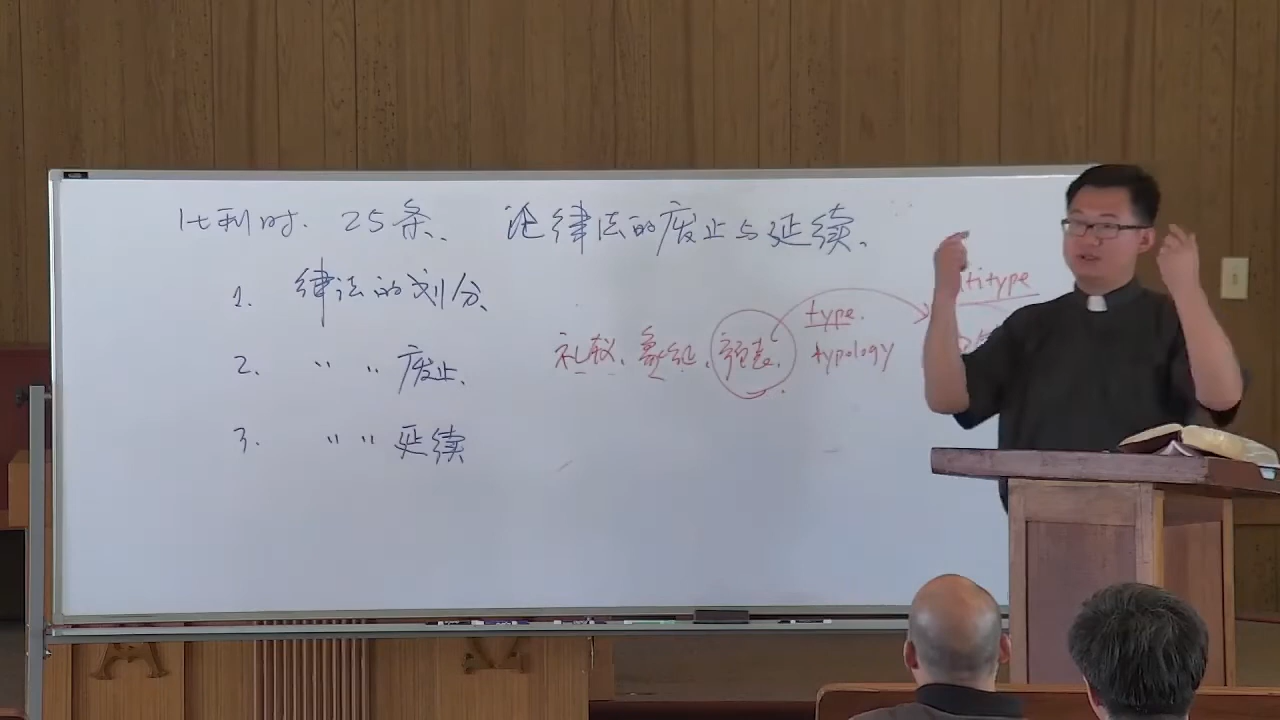 比利时. 25条. 论律法的废止与延续.
1. 律法的划分.
2. " " 废止.
3. " " 延续
礼仪、象征、预表.
type.
typology
titype